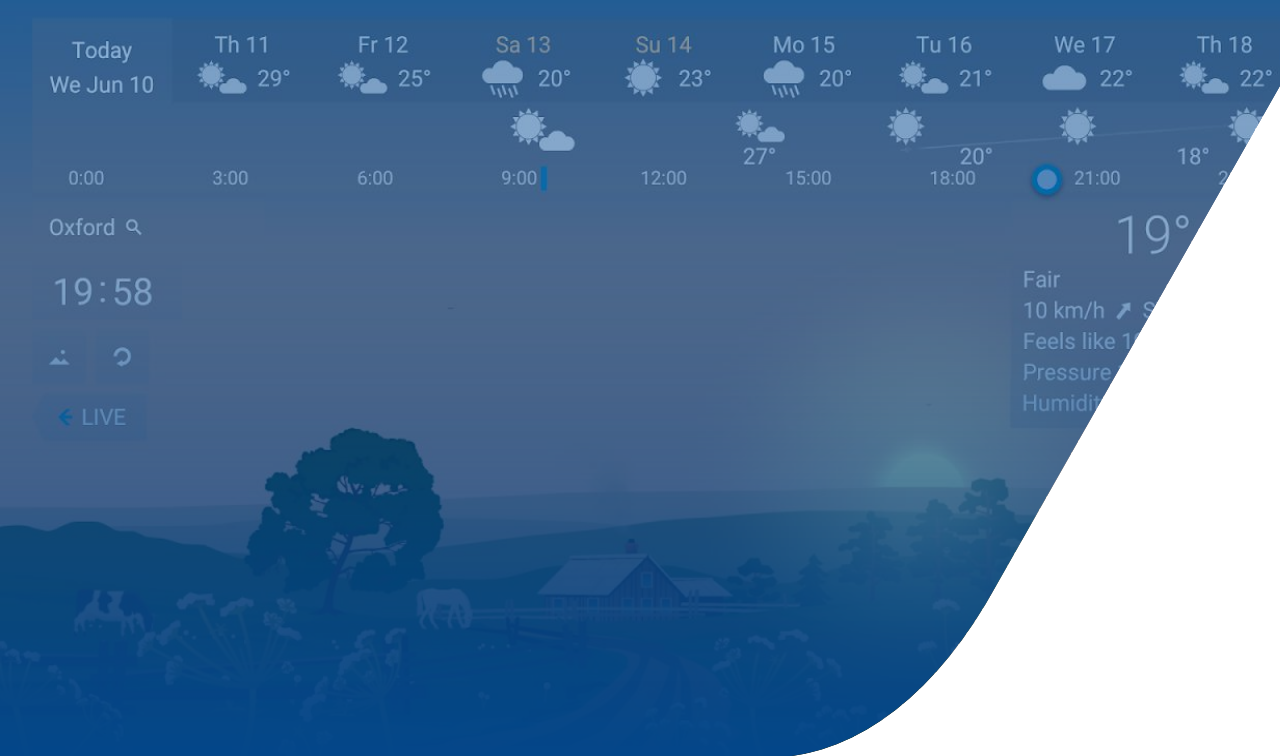 Today
We Jun 10
Th 11
29°
Fr 12
25°
Sa 13
20°
Su 14
23°
Mo 15
20°
Tu 16
21°
We 17
22°
Th 18
22°
27°
20°
18°
0:00
3:00
6:00
9:00
12:00
15:00
18:00
21:00
Oxford
19:58
LIVE
19°
Fair
10 km/h
Feels like
Pressure